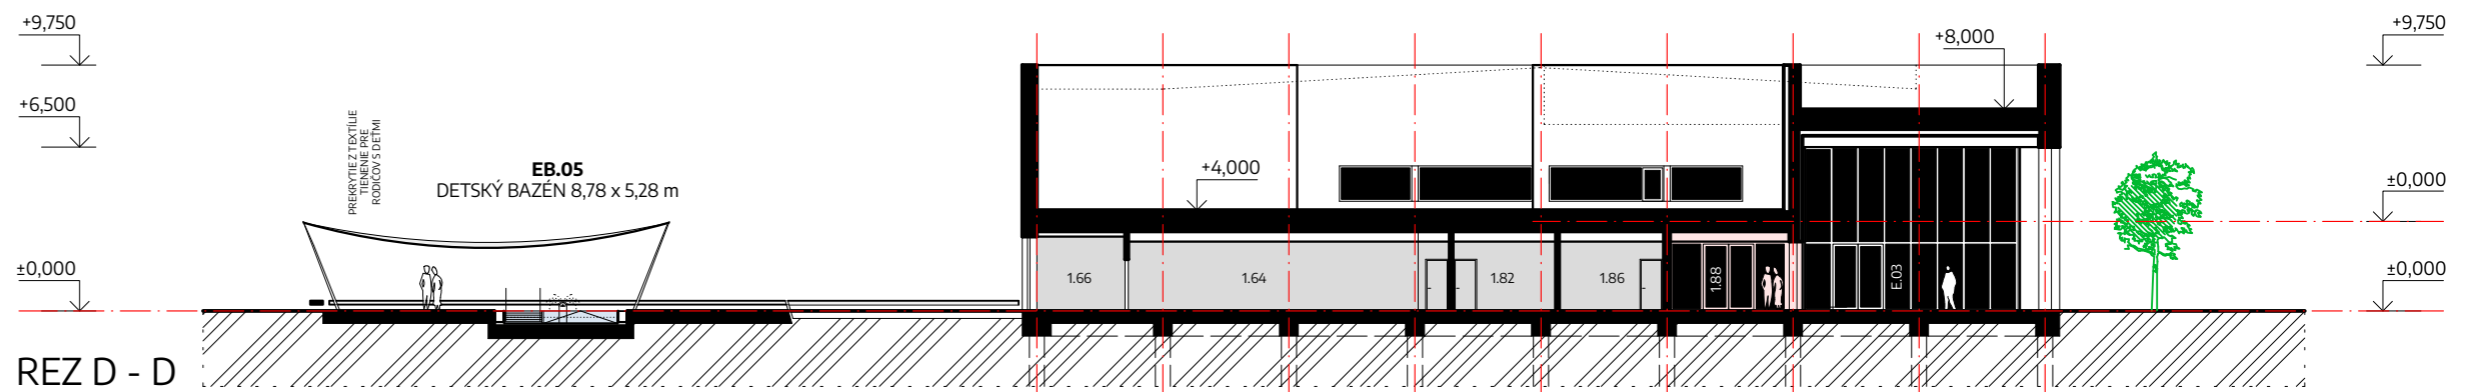 +9,750
+9,750
+8,000
+6,500
PREKRYTIE Z TEXTÍLIE
TIENENIE PRE
RODIČOV S DEŤMI
EB.05
DETSKÝ BAZÉN 8,78 x 5,28 m
+4,000
±0,000
±0,000
±0,000
1.66
1.64
1.82
1.86
1.88
E.03
REZ D - D